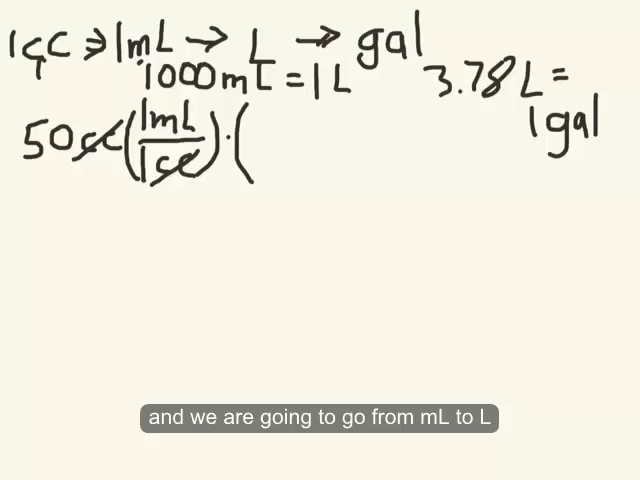 1cc → 1mL → L → gal
1000mL = 1L 3.78L =
1gal
50cc (1mL/1cc) · (
and we are going to go from mL to L